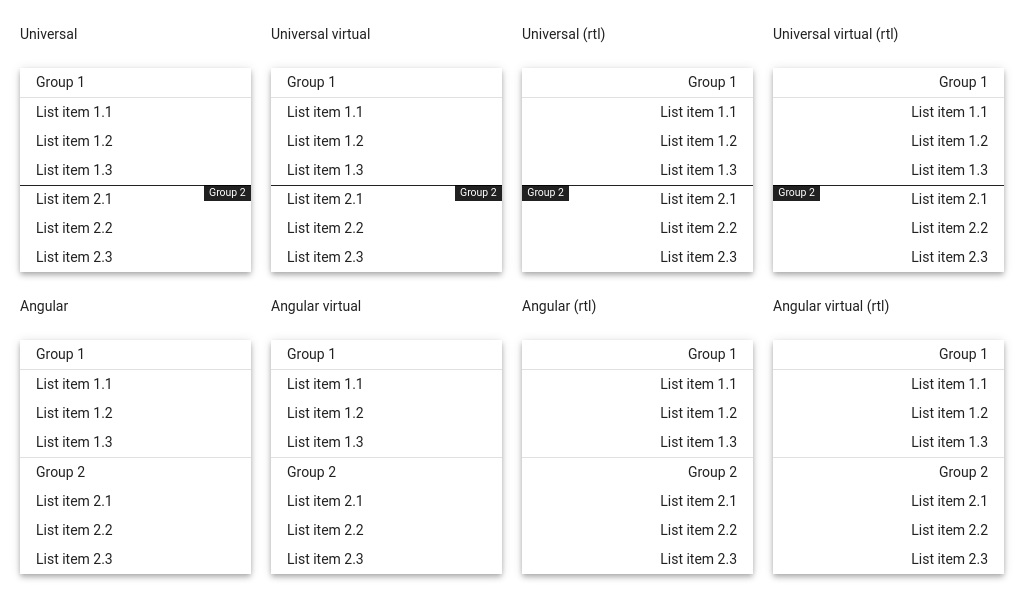 Universal
Group 1
List item 1.1
List item 1.2
List item 1.3
Group 2
List item 2.1
List item 2.2
List item 2.3
Universal virtual
Group 1
List item 1.1
List item 1.2
List item 1.3
Group 2
List item 2.1
List item 2.2
List item 2.3
Universal (rtl)
Group 1
List item 1.1
List item 1.2
List item 1.3
Group 2
List item 2.1
List item 2.2
List item 2.3
Universal virtual (rtl)
Group 1
List item 1.1
List item 1.2
List item 1.3
Group 2
List item 2.1
List item 2.2
List item 2.3
Angular
Group 1
List item 1.1
List item 1.2
List item 1.3
Group 2
List item 2.1
List item 2.2
List item 2.3
Angular virtual
Group 1
List item 1.1
List item 1.2
List item 1.3
Group 2
List item 2.1
List item 2.2
List item 2.3
Angular (rtl)
Group 1
List item 1.1
List item 1.2
List item 1.3
Group 2
List item 2.1
List item 2.2
List item 2.3
Angular virtual (rtl)
Group 1
List item 1.1
List item 1.2
List item 1.3
Group 2
List item 2.1
List item 2.2
List item 2.3